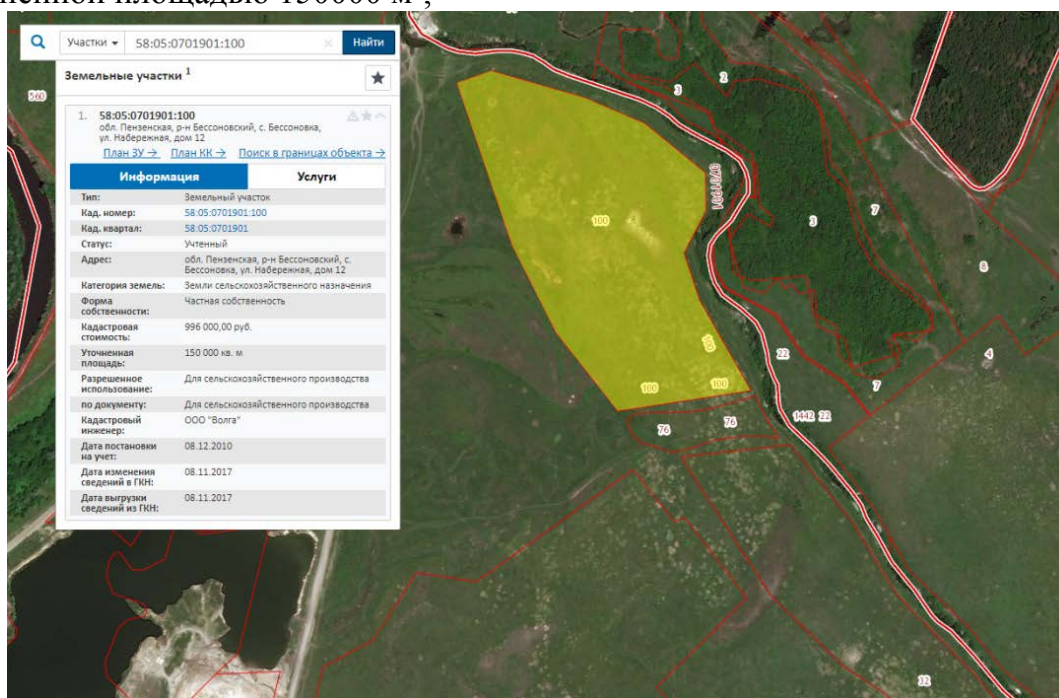 ненной площадью 150000 м²;
Участки 58:05:0701901:100 × Найти
Земельные участки 1
1. 58:05:0701901:100
обл. Пензенская, р-н Бессоновский, с. Бессоновка,
ул. Набережная, дом 12
План ЗУ → План КК → Поиск в границах объекта →
Информация Услуги
Тип: Земельный участок
Кад. номер: 58:05:0701901:100
Кад. квартал: 58:05:0701901
Статус: Учтенный
Адрес: обл. Пензенская, р-н Бессоновский, с.
Бессоновка, ул. Набережная, дом 12
Категория земель: Земли сельскохозяйственного назначения
Форма
собственности: Частная собственность
Кадастровая
стоимость: 996 000,00 руб.
Уточненная
площадь: 150 000 кв. м
Разрешенное
использование: Для сельскохозяйственного производства
по документу: Для сельскохозяйственного производства
Кадастровый
инженер: ООО "Волга"
Дата постановки
на учет: 08.12.2010
Дата изменения
сведений в ГКН: 08.11.2017
Дата выгрузки
сведений из ГКН: 08.11.2017
560
2
3
0701901
100
3
7
8
100
22
4
7
100
100
76
76
1442
22
32